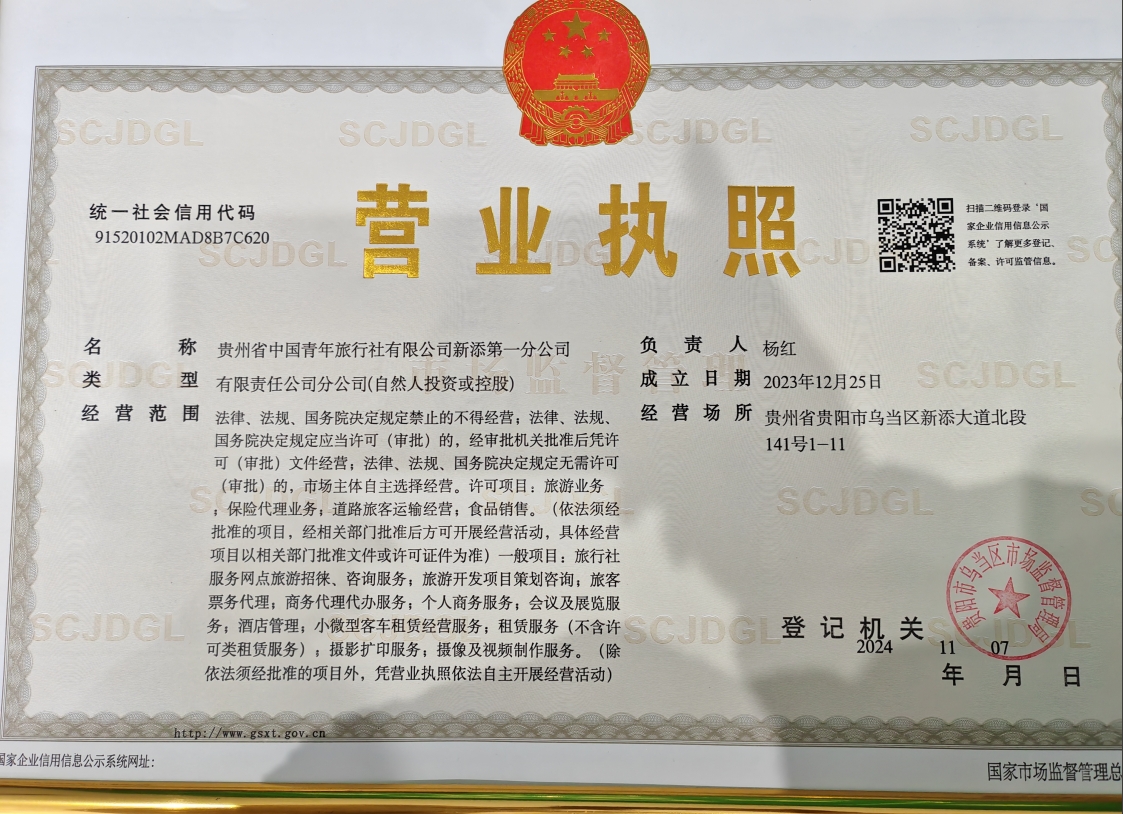 营业执照
统一社会信用代码
91520102MAD8B7C620
扫描二维码登录‘国
家企业信用信息公示
系统’了解更多登记、
备案、许可监管信息。
名称 贵州省中国青年旅行社有限公司新添第一分公司
类型 有限责任公司分公司(自然人投资或控股)
经营范围 法律、法规、国务院决定规定禁止的不得经营；法律、法规、
国务院决定规定应当许可（审批）的，经审批机关批准后凭许
可（审批）文件经营；法律、法规、国务院决定规定无需许可
（审批）的，市场主体自主选择经营。许可项目：旅游业务
；保险代理业务；道路旅客运输经营；食品销售。（依法须经
批准的项目，经相关部门批准后方可开展经营活动，具体经营
项目以相关部门批准文件或许可证件为准）一般项目：旅行社
服务网点旅游招徕、咨询服务；旅游开发项目策划咨询；旅客
票务代理；商务代理代办服务；个人商务服务；会议及展览服
务；酒店管理；小微型客车租赁经营服务；租赁服务（不含许
可类租赁服务）；摄影扩印服务；摄像及视频制作服务。（除
依法须经批准的项目外，凭营业执照依法自主开展经营活动）
负责人 杨红
成立日期 2023年12月25日
经营场所 贵州省贵阳市乌当区新添大道北段
141号1-11
贵阳市乌当区市场监督管理局
登记机关
2024 11 07
年 月 日
http://www.gsxt.gov.cn
国家企业信用信息公示系统网址：
国家市场监督管理总
SCJDGL
市场监督管理